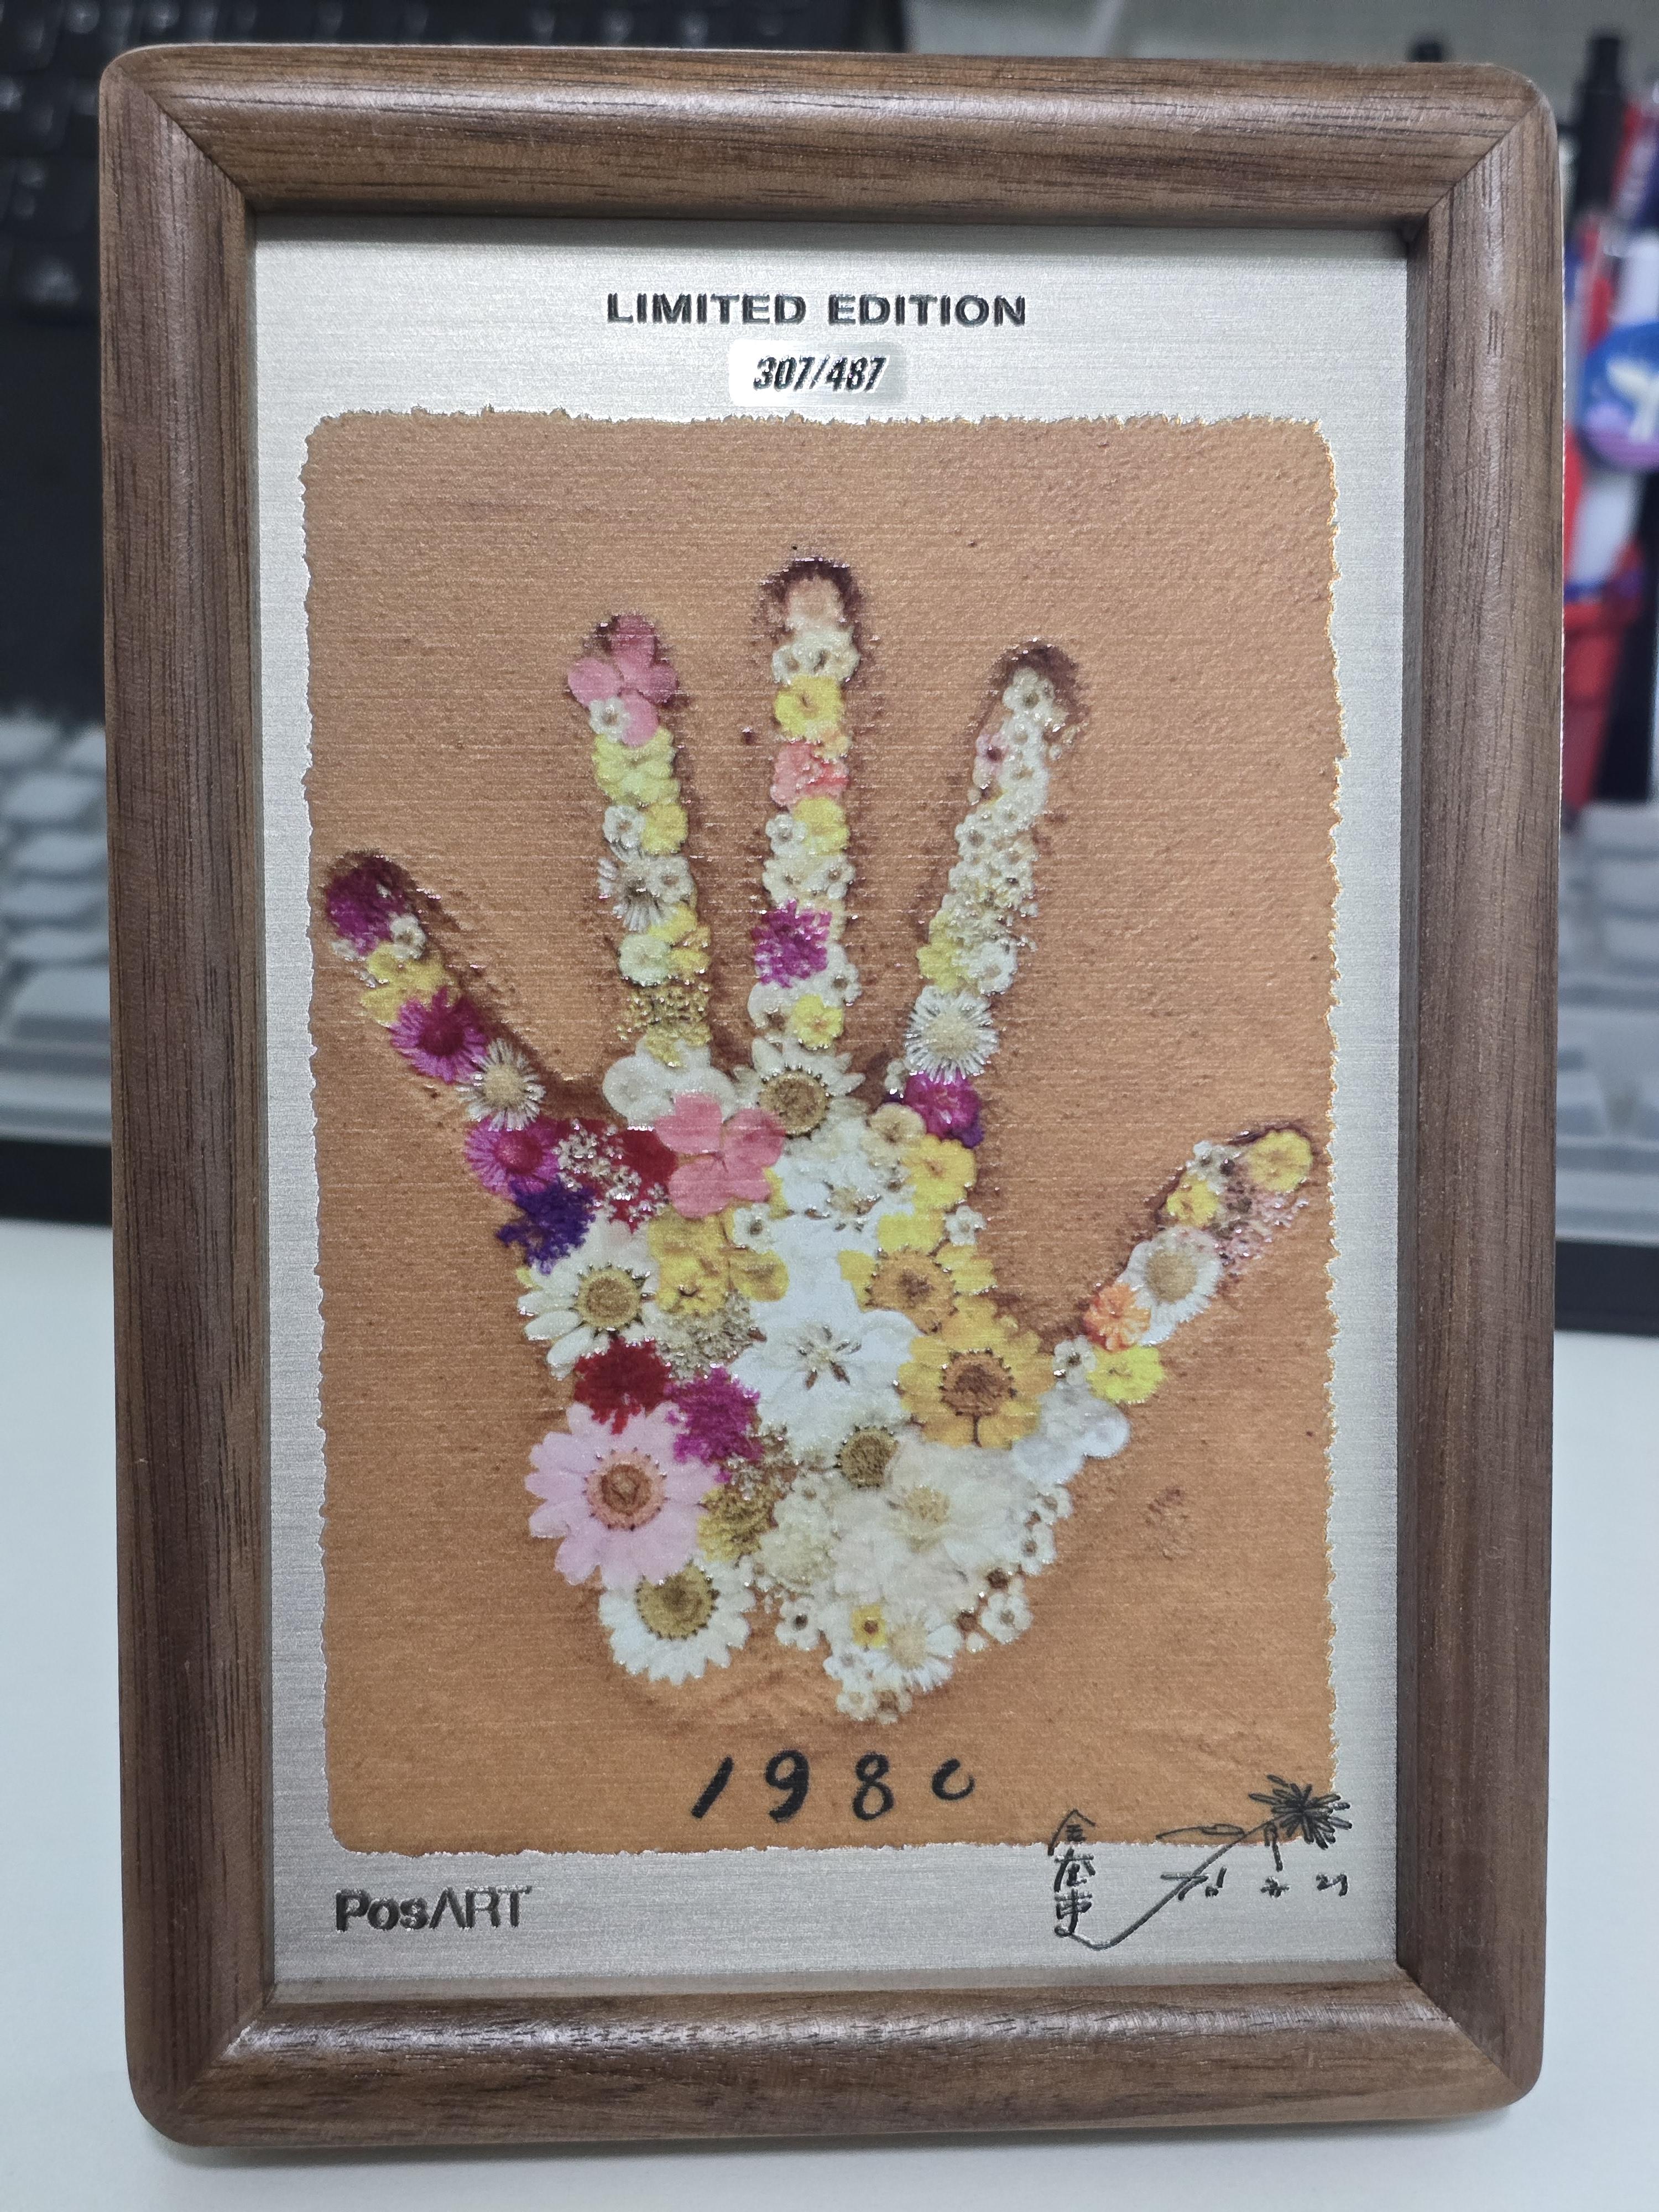 LIMITED EDITION
307/487
1980
PosART